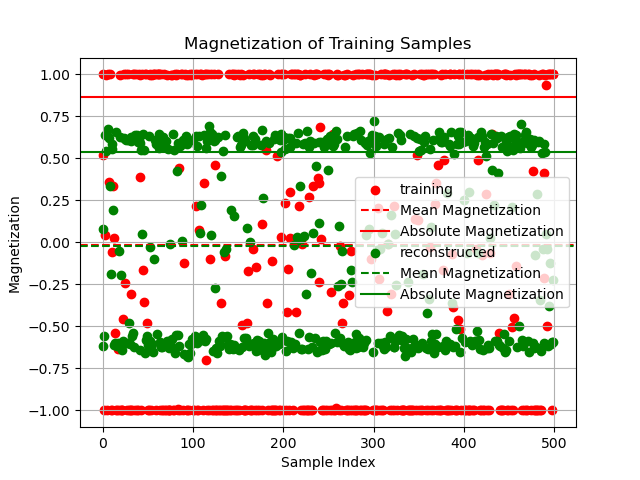 Magnetization of Training Samples
1.00
0.75
0.50
0.25
0.00
−0.25
−0.50
−0.75
−1.00
Magnetization
training
Mean Magnetization
Absolute Magnetization
reconstructed
Mean Magnetization
Absolute Magnetization
0 100 200 300 400 500
Sample Index